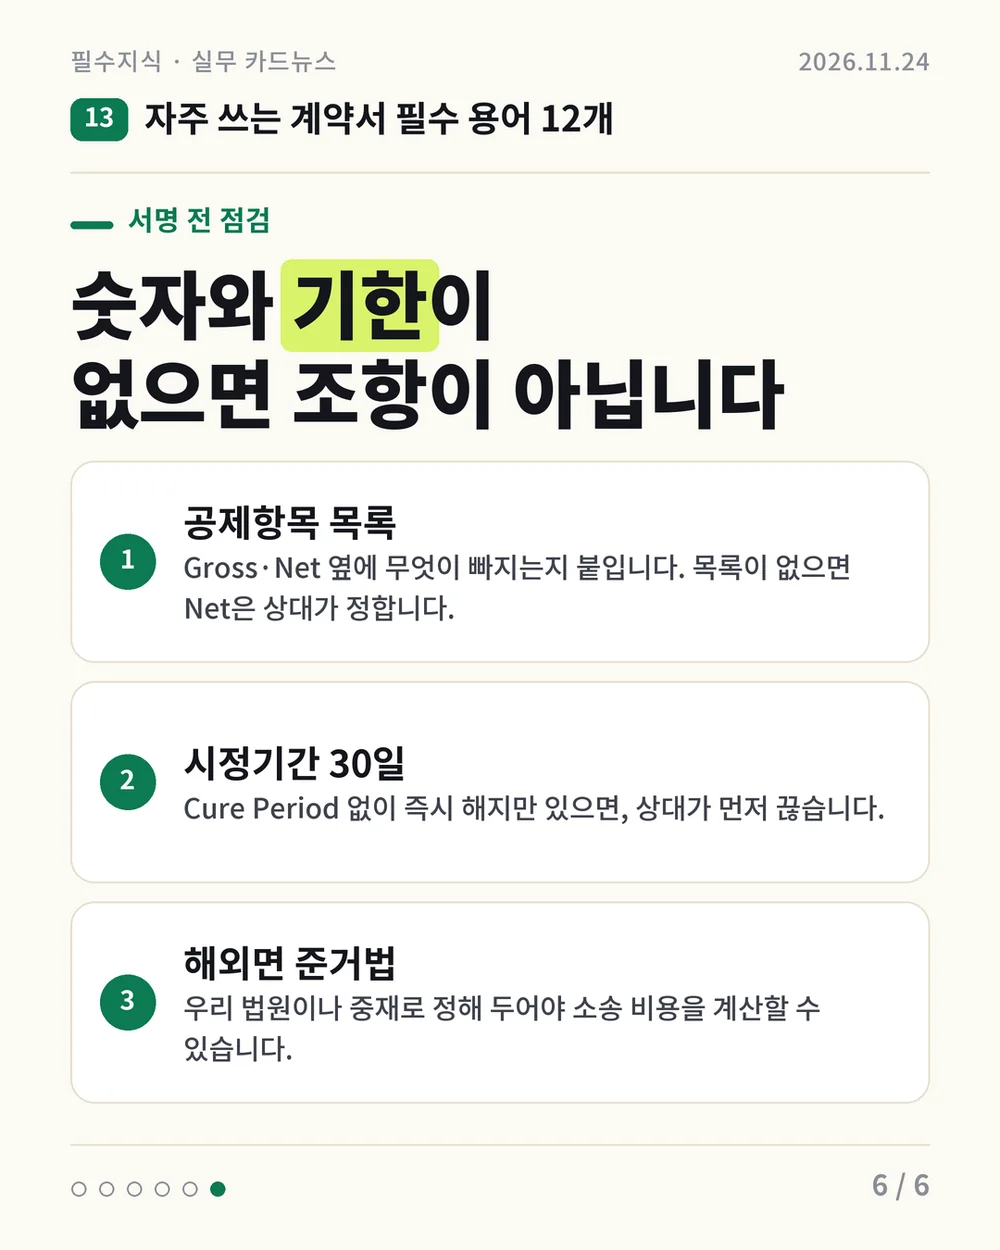 필수지식 · 실무 카드뉴스
2026.11.24
13 자주 쓰는 계약서 필수 용어 12개
서명 전 점검
숫자와 기한이
없으면 조항이 아닙니다
1
공제항목 목록
Gross·Net 옆에 무엇이 빠지는지 붙입니다. 목록이 없으면
Net은 상대가 정합니다.
2
시정기간 30일
Cure Period 없이 즉시 해지만 있으면, 상대가 먼저 끊습니다.
3
해외면 준거법
우리 법원이나 중재로 정해 두어야 소송 비용을 계산할 수
있습니다.
6 / 6